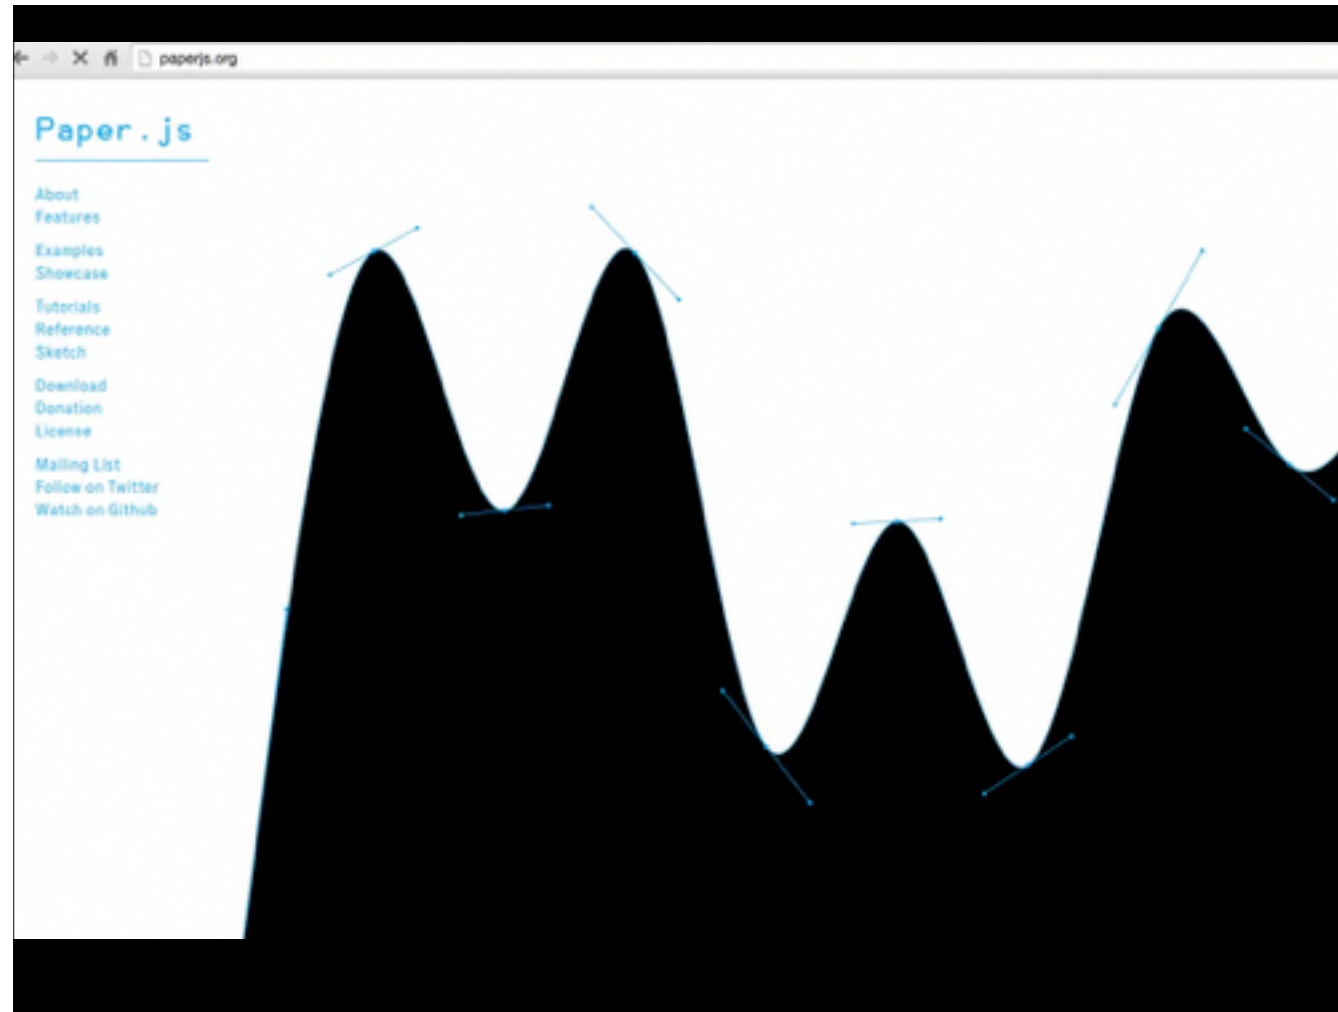 paperjs.org
Paper.js
About
Features
Examples
Showcase
Tutorials
Reference
Sketch
Download
Donation
License
Mailing List
Follow on Twitter
Watch on Github